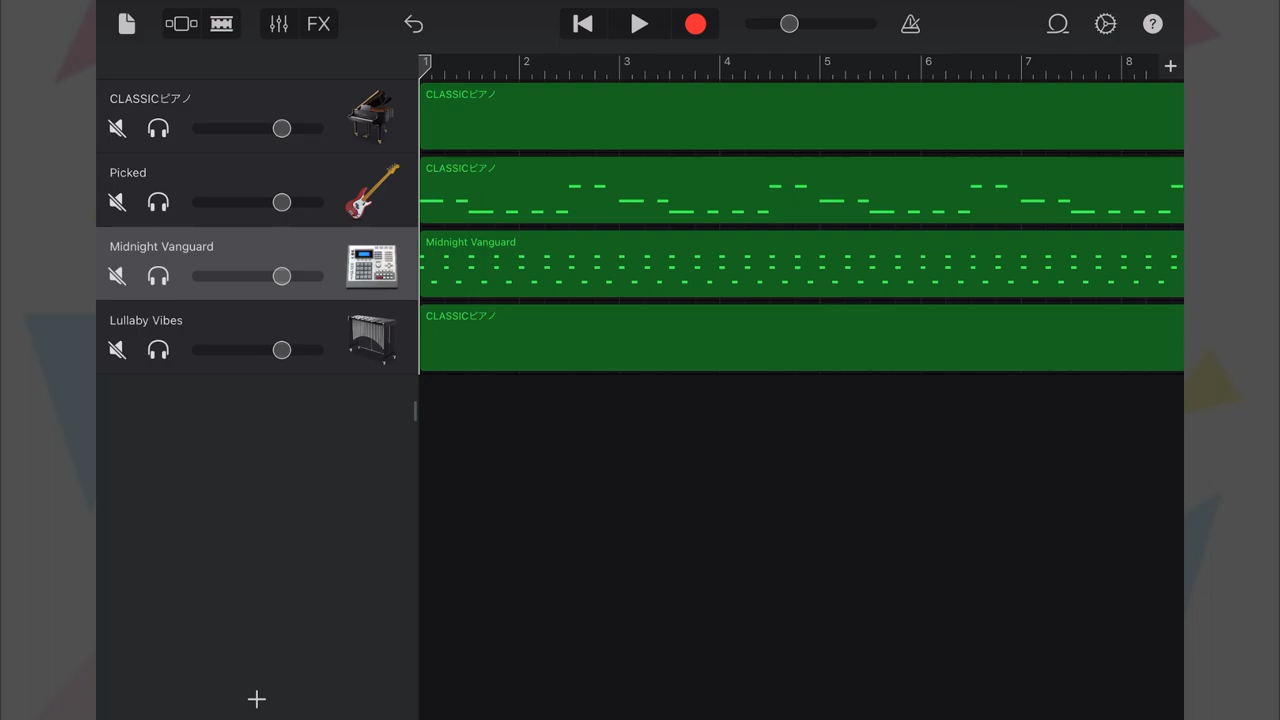 FX
?
1 2 3 4 5 6 7 8 +
CLASSICピアノ
CLASSICピアノ
Picked
CLASSICピアノ
Midnight Vanguard
Midnight Vanguard
Lullaby Vibes
CLASSICピアノ
+